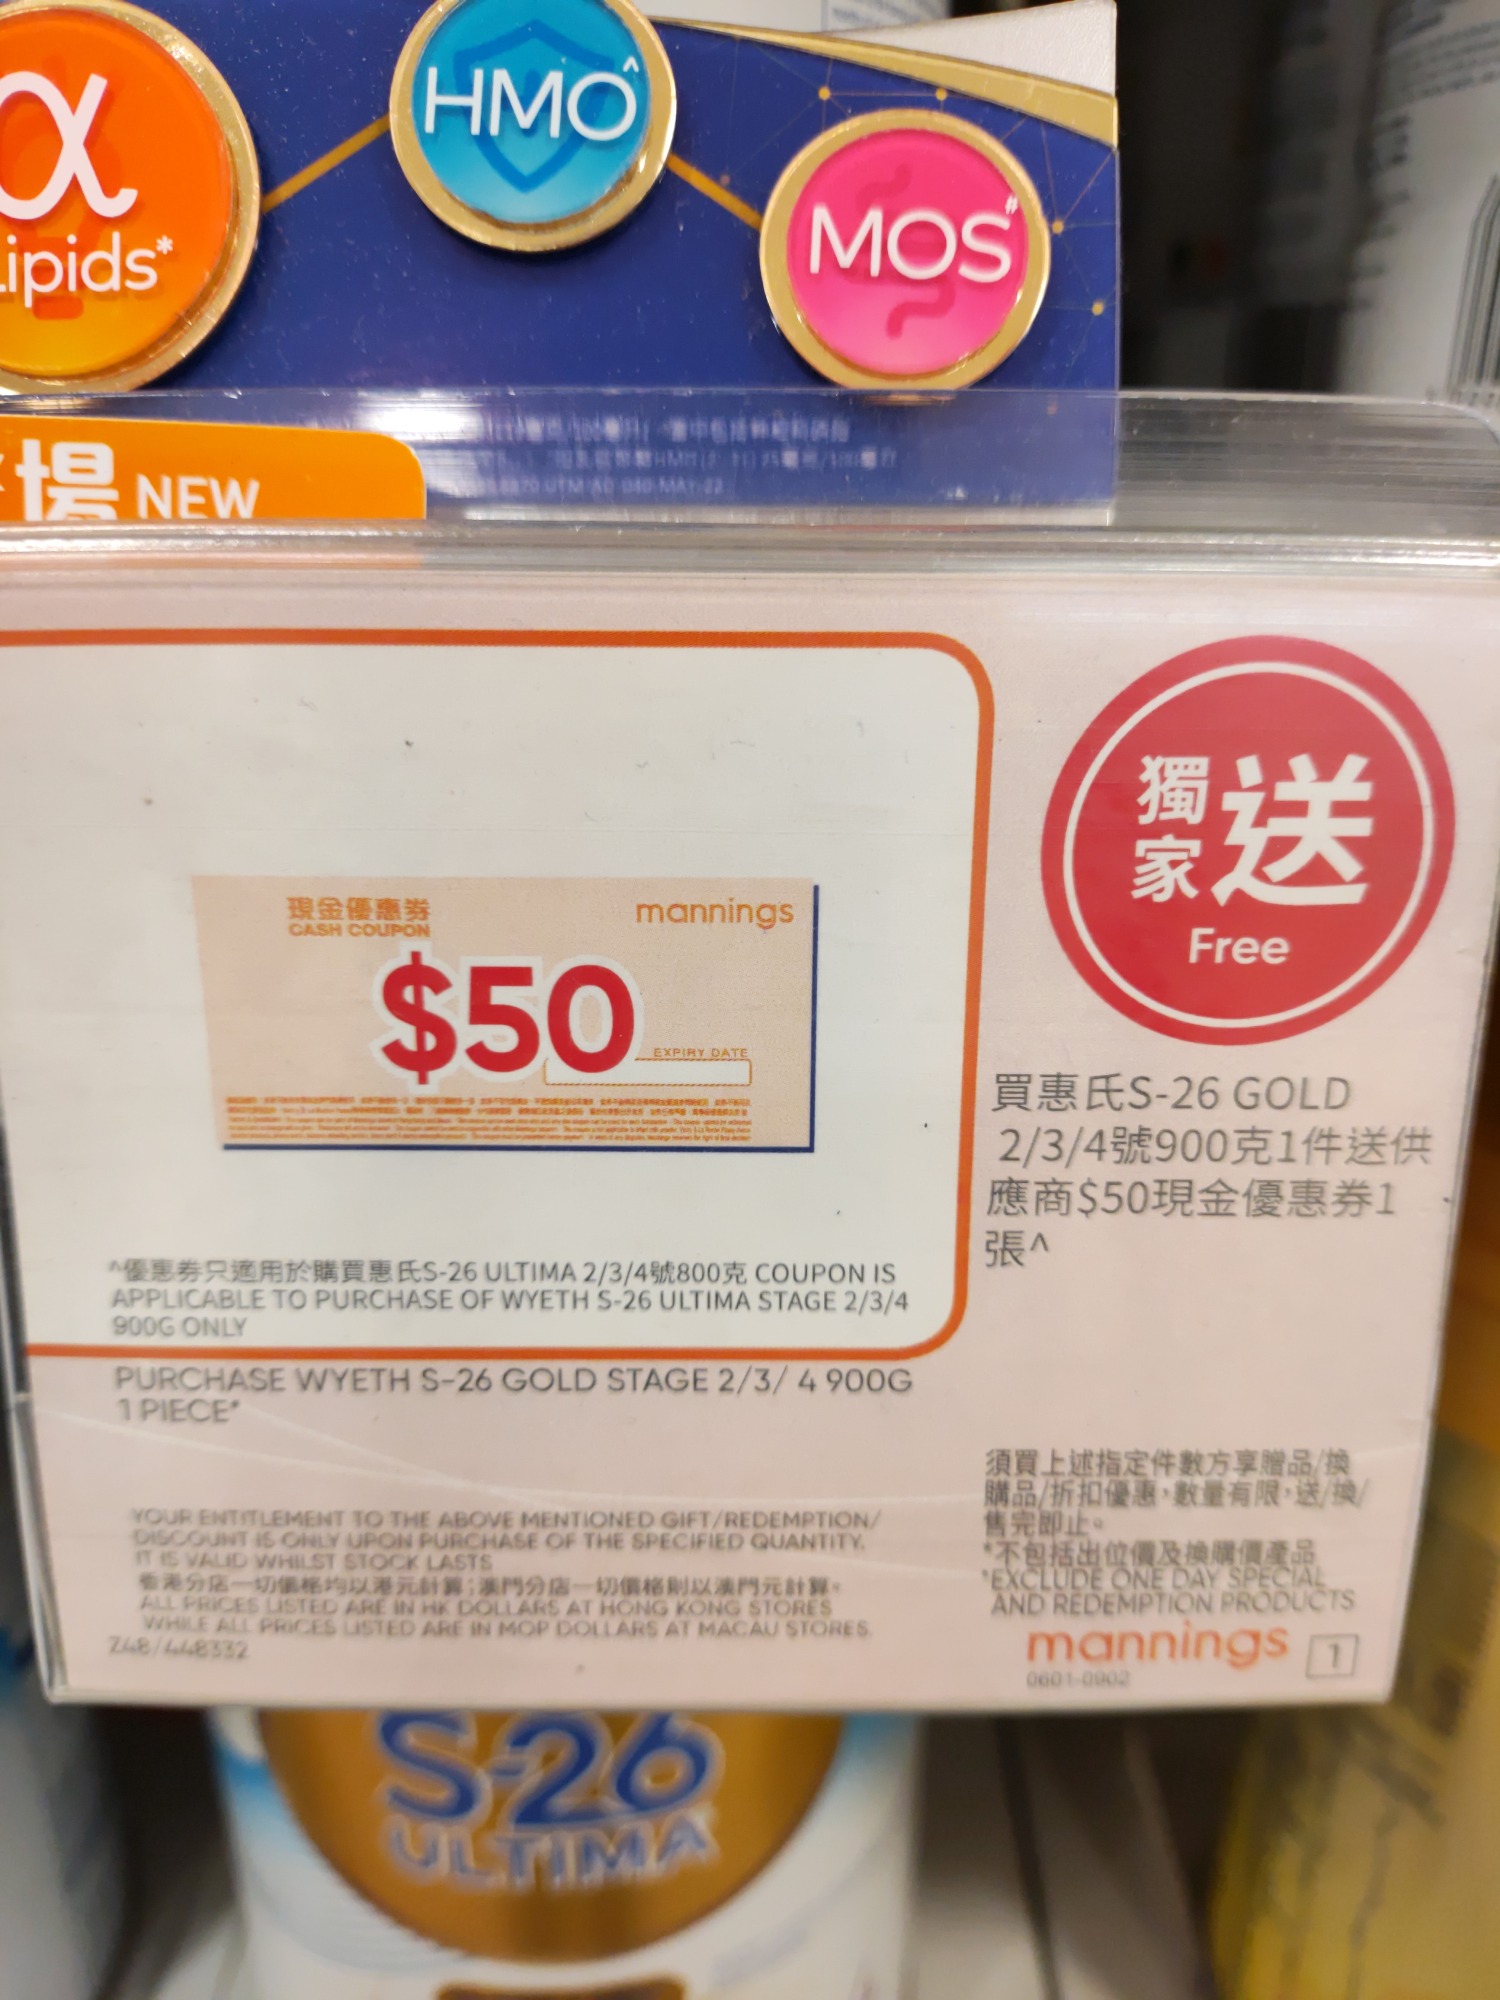 α
Lipids*
HMO^
MOS#
場 NEW
現金優惠券
CASH COUPON
mannings
$50
EXPIRY DATE
獨家送
Free
買惠氏S-26 GOLD
2/3/4號900克1件送供
應商$50現金優惠券1
張^
^優惠券只適用於購買惠氏S-26 ULTIMA 2/3/4號800克 COUPON IS
APPLICABLE TO PURCHASE OF WYETH S-26 ULTIMA STAGE 2/3/4
900G ONLY
PURCHASE WYETH S-26 GOLD STAGE 2/3/ 4 900G
1 PIECE*
須買上述指定件數方享贈品/換
購品/折扣優惠，數量有限，送/換/
售完即止。
*不包括出位價及換購價產品
*EXCLUDE ONE DAY SPECIAL
AND REDEMPTION PRODUCTS
YOUR ENTITLEMENT TO THE ABOVE MENTIONED GIFT/REDEMPTION/
DISCOUNT IS ONLY UPON PURCHASE OF THE SPECIFIED QUANTITY.
IT IS VALID WHILST STOCK LASTS
香港分店一切價格均以港元計算；澳門分店一切價格則以澳門元計算。
ALL PRICES LISTED ARE IN HK DOLLARS AT HONG KONG STORES
WHILE ALL PRICES LISTED ARE IN MOP DOLLARS AT MACAU STORES.
Z48/448332
mannings 1
0601-0902
S-26
ULTIMA